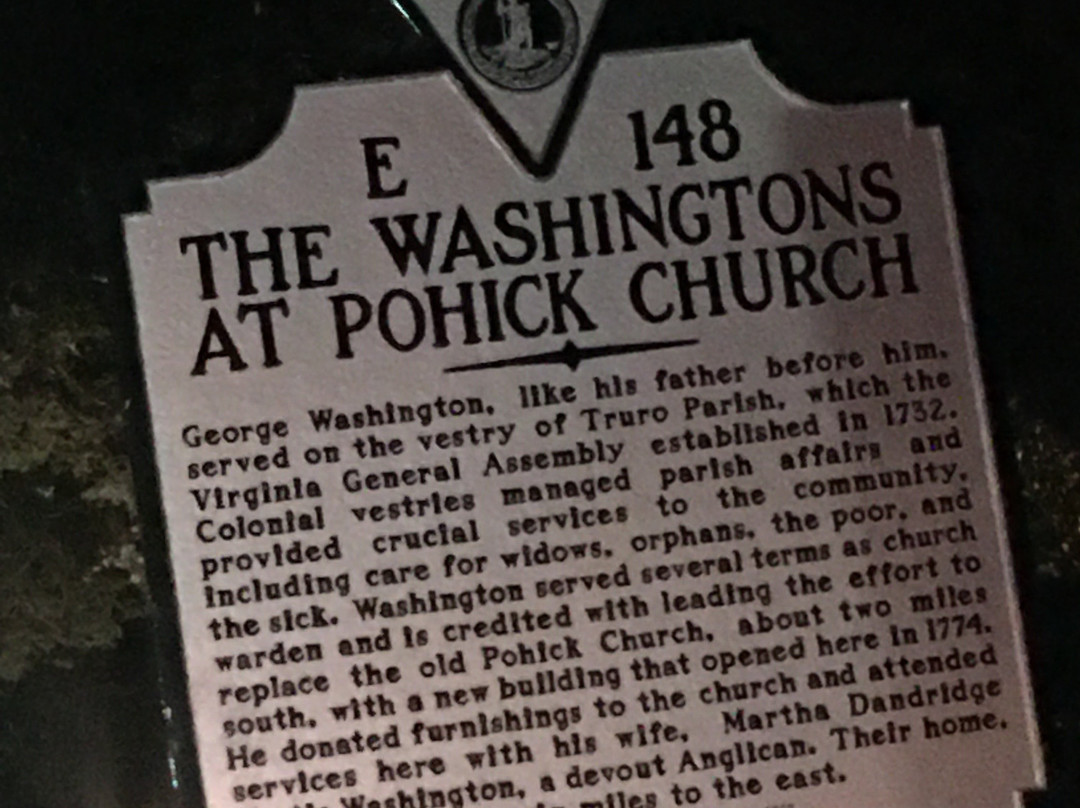 E 148
THE WASHINGTONS
AT POHICK CHURCH
George Washington, like his father before him,
served on the vestry of Truro Parish, which the
Virginia General Assembly established in 1732.
Colonial vestries managed parish affairs and
provided crucial services to the community,
including care for widows, orphans, the poor, and
the sick. Washington served several terms as church
warden and is credited with leading the effort to
replace the old Pohick Church, about two miles
south, with a new building that opened here in 1774.
He donated furnishings to the church and attended
services here with his wife, Martha Dandridge
Washington, a devout Anglican. Their home,
miles to the east.